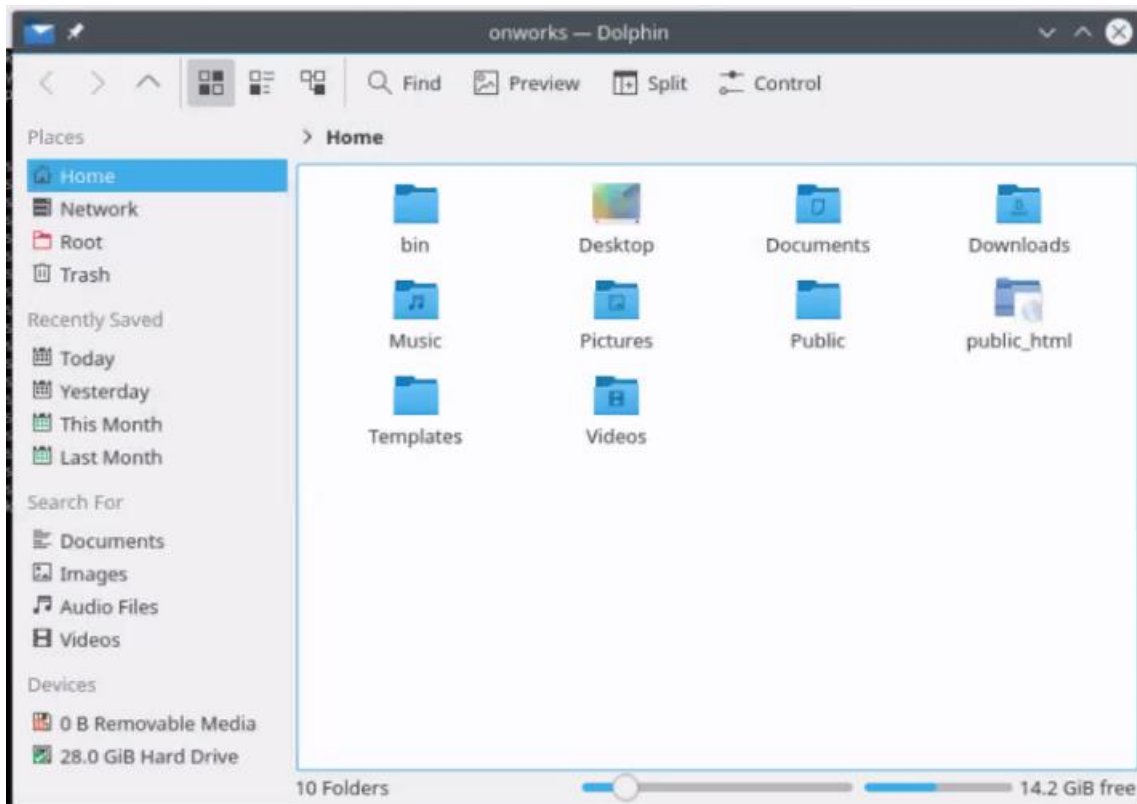 onworks — Dolphin
Find Preview Split Control
Places
Home
Network
Root
Trash
Recently Saved
Today
Yesterday
This Month
Last Month
Search For
Documents
Images
Audio Files
Videos
Devices
0 B Removable Media
28.0 GiB Hard Drive
> Home
bin Desktop Documents Downloads
Music Pictures Public public_html
Templates Videos
10 Folders 14.2 GiB free